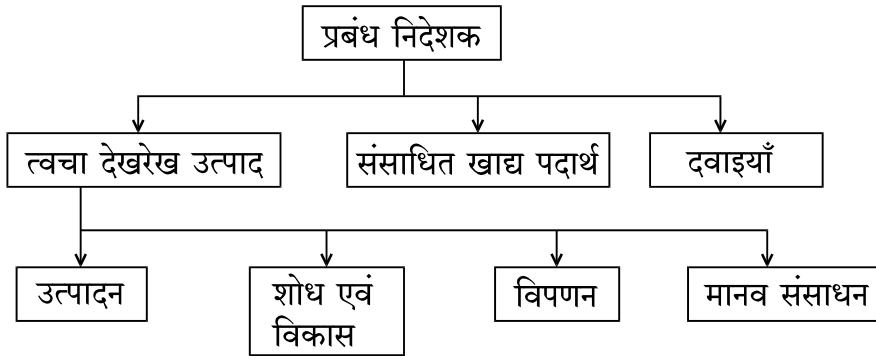 प्रबंध निदेशक
त्वचा देखरेख उत्पाद
संसाधित खाद्य पदार्थ
दवाइयाँ
उत्पादन
शोध एवं
विकास
विपणन
मानव संसाधन